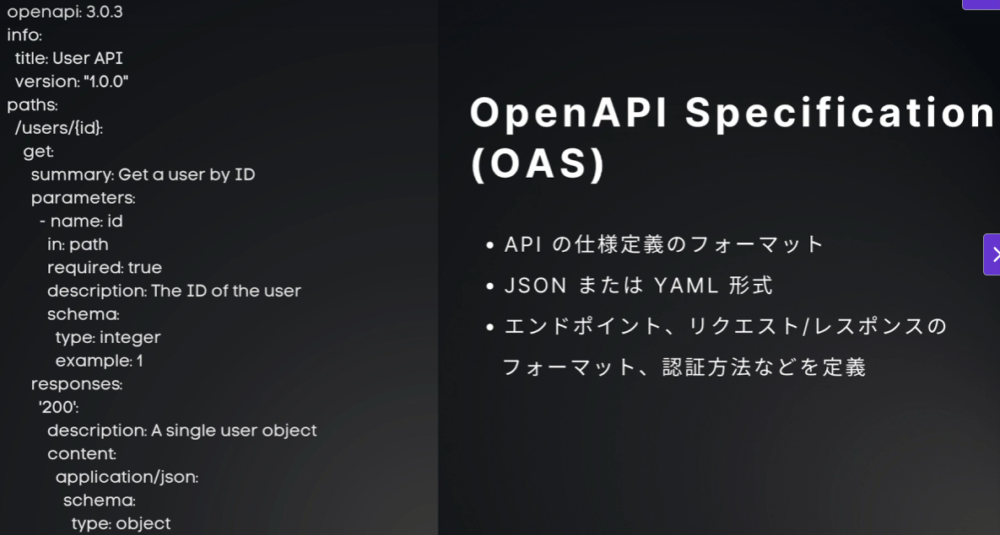 openapi: 3.0.3
info:
  title: User API
  version: "1.0.0"
paths:
  /users/{id}:
    get:
      summary: Get a user by ID
      parameters:
        - name: id
          in: path
          required: true
          description: The ID of the user
          schema:
            type: integer
            example: 1
      responses:
        '200':
          description: A single user object
          content:
            application/json:
              schema:
                type: object
OpenAPI Specification
(OAS)
• API の仕様定義のフォーマット
• JSON または YAML 形式
• エンドポイント、リクエスト/レスポンスの
フォーマット、認証方法などを定義